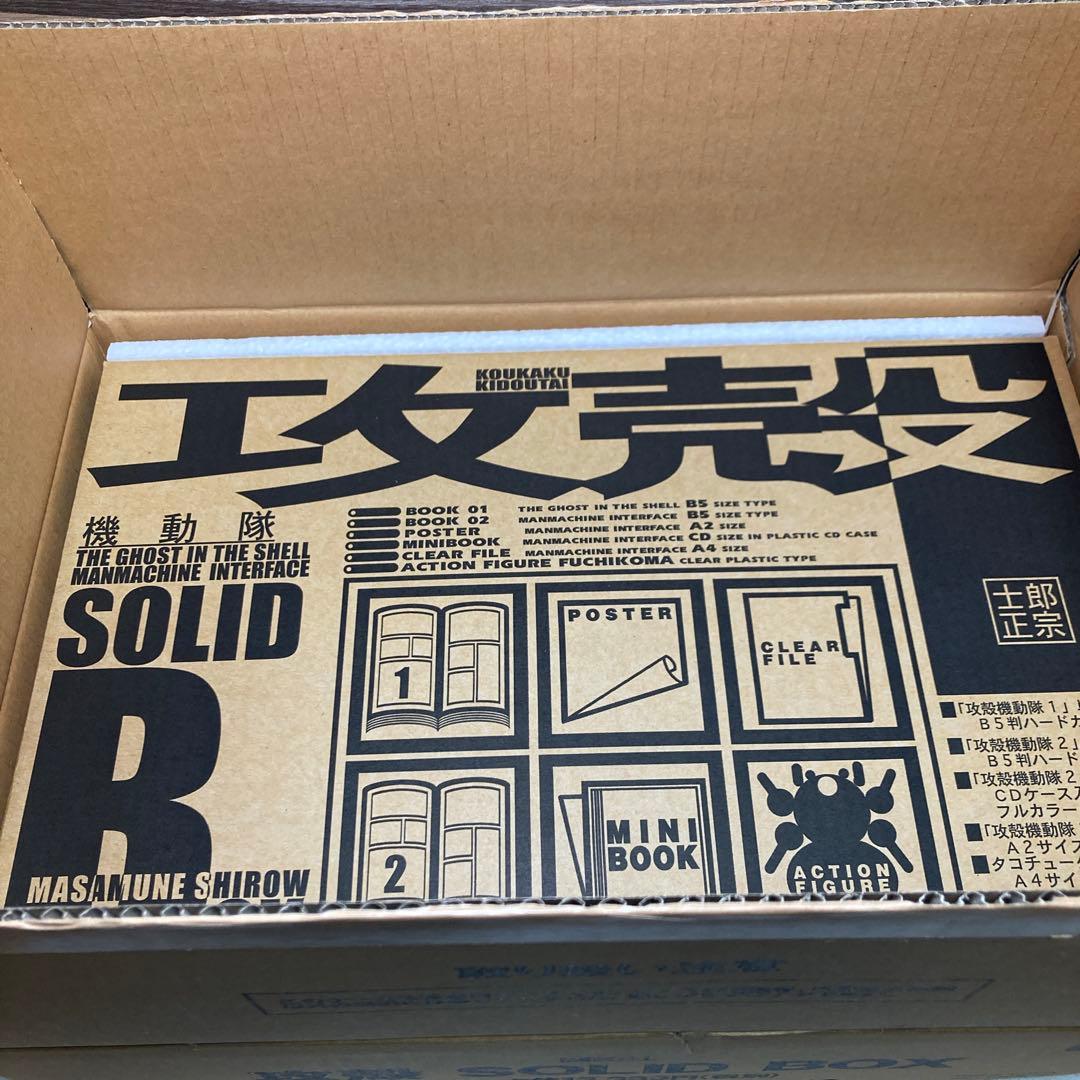 攻殻
KOUKAKU
KIDOUTAI
機動隊
THE GHOST IN THE SHELL
MANMACHINE INTERFACE
SOLID
B
MASAMUNE SHIROW
BOOK 01 THE GHOST IN THE SHELL B5 SIZE TYPE
BOOK 02 MANMACHINE INTERFACE B5 SIZE TYPE
POSTER MANMACHINE INTERFACE A2 SIZE
MINIBOOK MANMACHINE INTERFACE CD SIZE IN PLASTIC CD CASE
CLEAR FILE MANMACHINE INTERFACE A4 SIZE
ACTION FIGURE FUCHIKOMA CLEAR PLASTIC TYPE
1
POSTER
CLEAR
FILE
2
MINI
BOOK
ACTION
FIGURE
士郎
正宗
■「攻殻機動隊1」
B5判ハードカ
■「攻殻機動隊2」
B5判ハード
■「攻殻機動隊2
CDケース入
フルカラー
■「攻殻機動隊
A2サイズ
■タコチュー
A4サイ
SOLID BOX